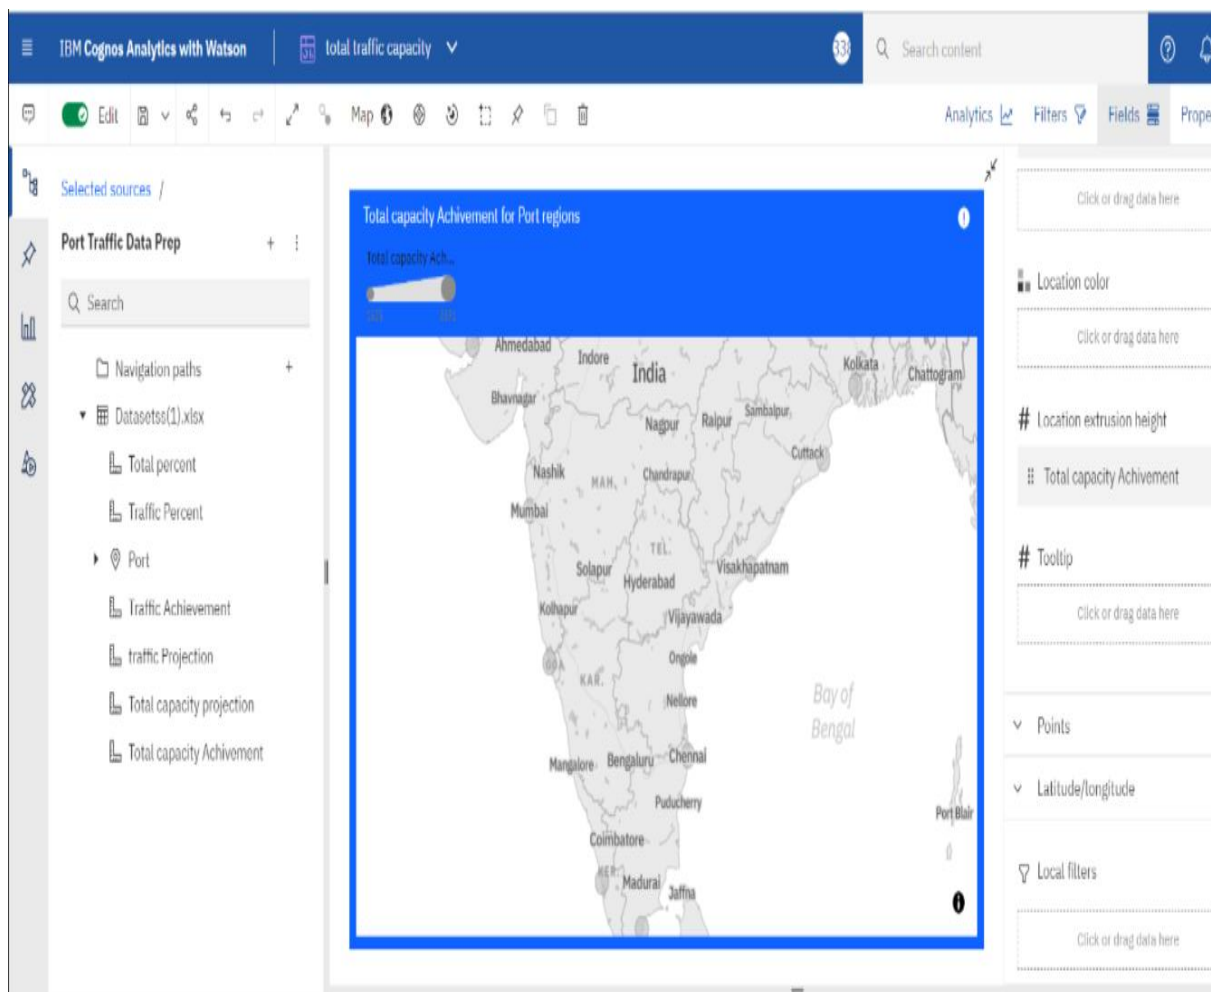 IBM Cognos Analytics with Watson
total traffic capacity
Search content
Edit
Map
Analytics
Filters
Fields
Prope
Selected sources /
Port Traffic Data Prep
Search
Navigation paths
Datasetss(1).xlsx
Total percent
Traffic Percent
Port
Traffic Achievement
traffic Projection
Total capacity projection
Total capacity Achivement
Total capacity Achivement for Port regions
Total capacity Ach...
Ahmedabad
Indore
India
Kolkata
Chattogram
Bhavnagar
Nagpur
Raipur
Sambalpur
Cuttack
Nashik
MAH.
Chandrapur
Mumbai
TEL.
Solapur
Hyderabad
Visakhapatnam
Kolhapur
Vijayawada
GOA
KAR.
Ongole
Nellore
Bay of
Bengal
Mangalore
Bengaluru
Chennai
Puducherry
Port Blair
Coimbatore
KER.
Madurai
Jaffna
Click or drag data here
Location color
Click or drag data here
Location extrusion height
Total capacity Achivement
Tooltip
Click or drag data here
Points
Latitude/longitude
Local filters
Click or drag data here